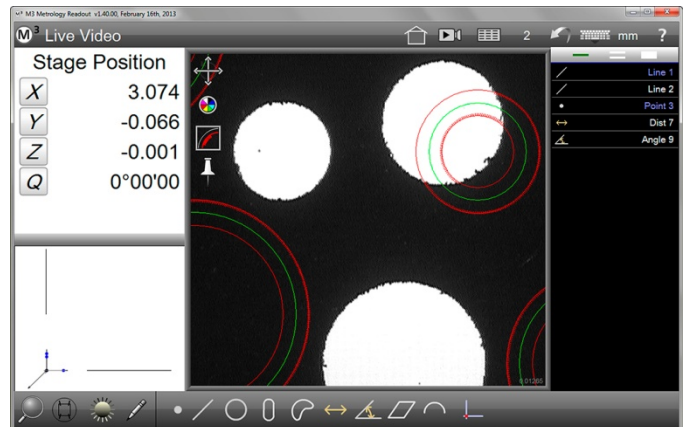 M³ Metrology Readout v1.40.00, February 16th, 2013
M³ Live Video
2
mm
?
Stage Position
X 3.074
Y -0.066
Z -0.001
Q 0°00'00
Line 1
Line 2
Point 3
Dist 7
Angle 9